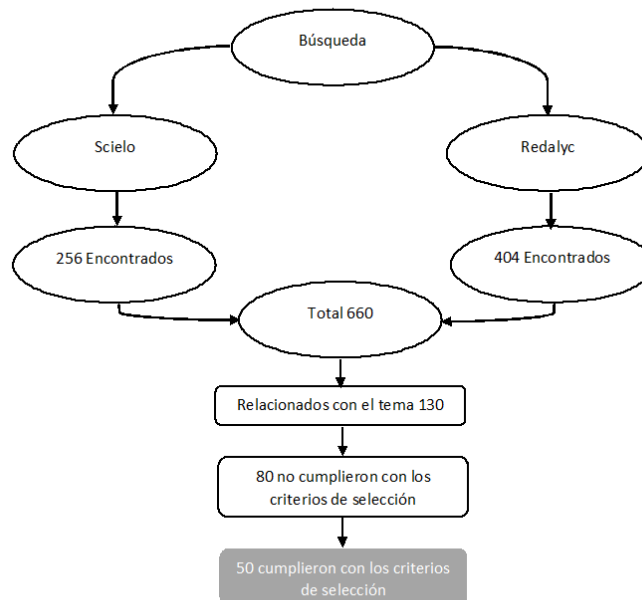 Búsqueda
Scielo
Redalyc
256 Encontrados
404 Encontrados
Total 660
Relacionados con el tema 130
80 no cumplieron con los
criterios de selección
50 cumplieron con los criterios
de selección